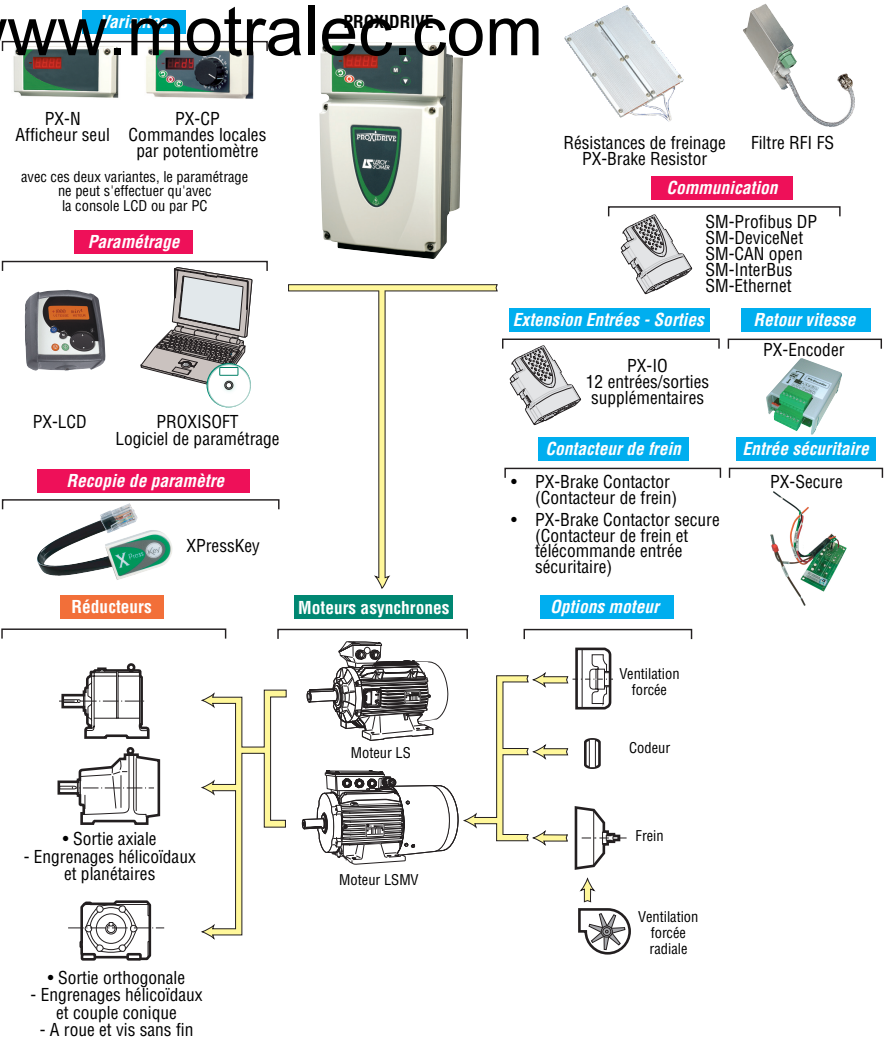 www.motralec.com
Variantes
PROXIDRIVE
PX-N
Afficheur seul
PX-CP
Commandes locales
par potentiomètre
avec ces deux variantes, le paramétrage
ne peut s'effectuer qu'avec
la console LCD ou par PC
PROXIDRIVE
LEROY
SOMER
Résistances de freinage
PX-Brake Resistor
Filtre RFI FS
Communication
SM-Profibus DP
SM-DeviceNet
SM-CAN open
SM-InterBus
SM-Ethernet
Paramétrage
PX-LCD
PROXISOFT
Logiciel de paramétrage
Extension Entrées - Sorties
PX-IO
12 entrées/sorties
supplémentaires
Retour vitesse
PX-Encoder
Contacteur de frein
• PX-Brake Contactor
(Contacteur de frein)
• PX-Brake Contactor secure
(Contacteur de frein et
télécommande entrée
sécuritaire)
Entrée sécuritaire
PX-Secure
Recopie de paramètre
XPress Key
XPressKey
Réducteurs
Moteurs asynchrones
Options moteur
Moteur LS
Moteur LSMV
Ventilation
forcée
Codeur
Frein
Ventilation
forcée
radiale
• Sortie axiale
- Engrenages hélicoïdaux
et planétaires
• Sortie orthogonale
- Engrenages hélicoïdaux
et couple conique
- A roue et vis sans fin